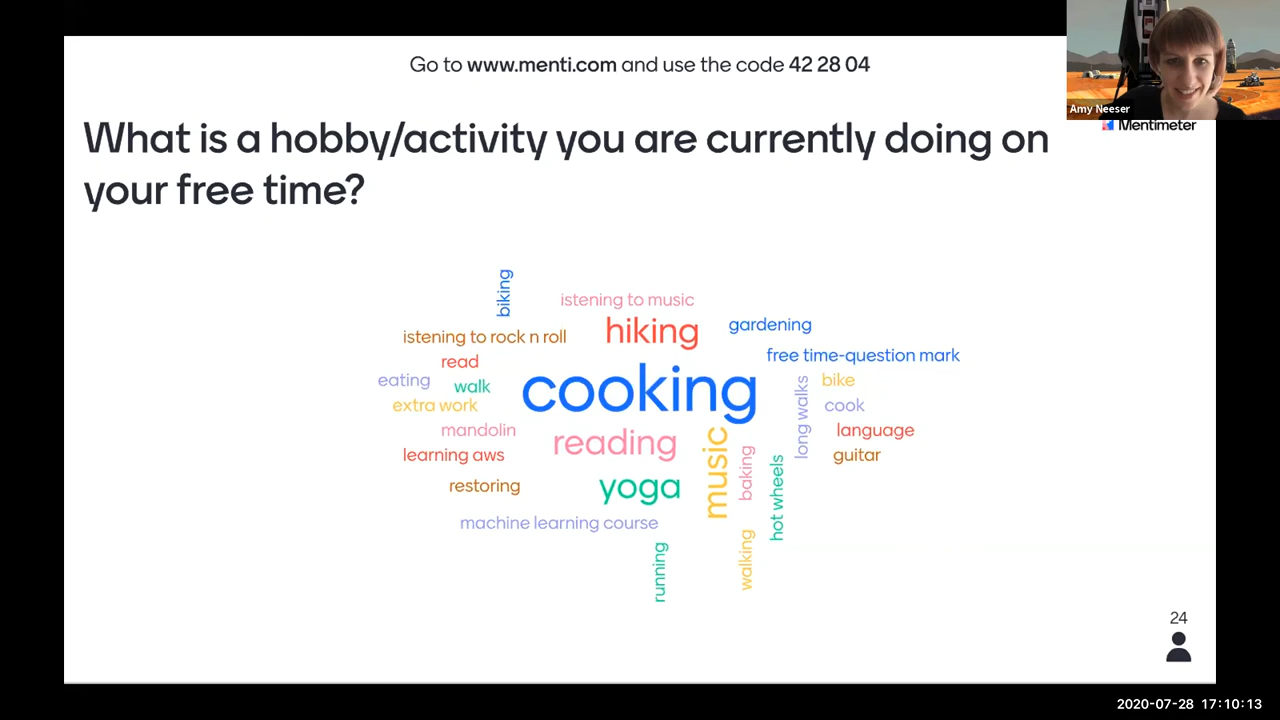 Go to www.menti.com and use the code 42 28 04
Amy Neeser
Mentimeter
What is a hobby/activity you are currently doing on
your free time?
biking
istening to music
hiking
gardening
istening to rock n roll
free time-question mark
read
cooking
eating
walk
long walks
bike
extra work
cook
mandolin
reading
music
language
learning aws
baking
guitar
restoring
yoga
hot wheels
machine learning course
running
walking
24
2020-07-28 17:10:13